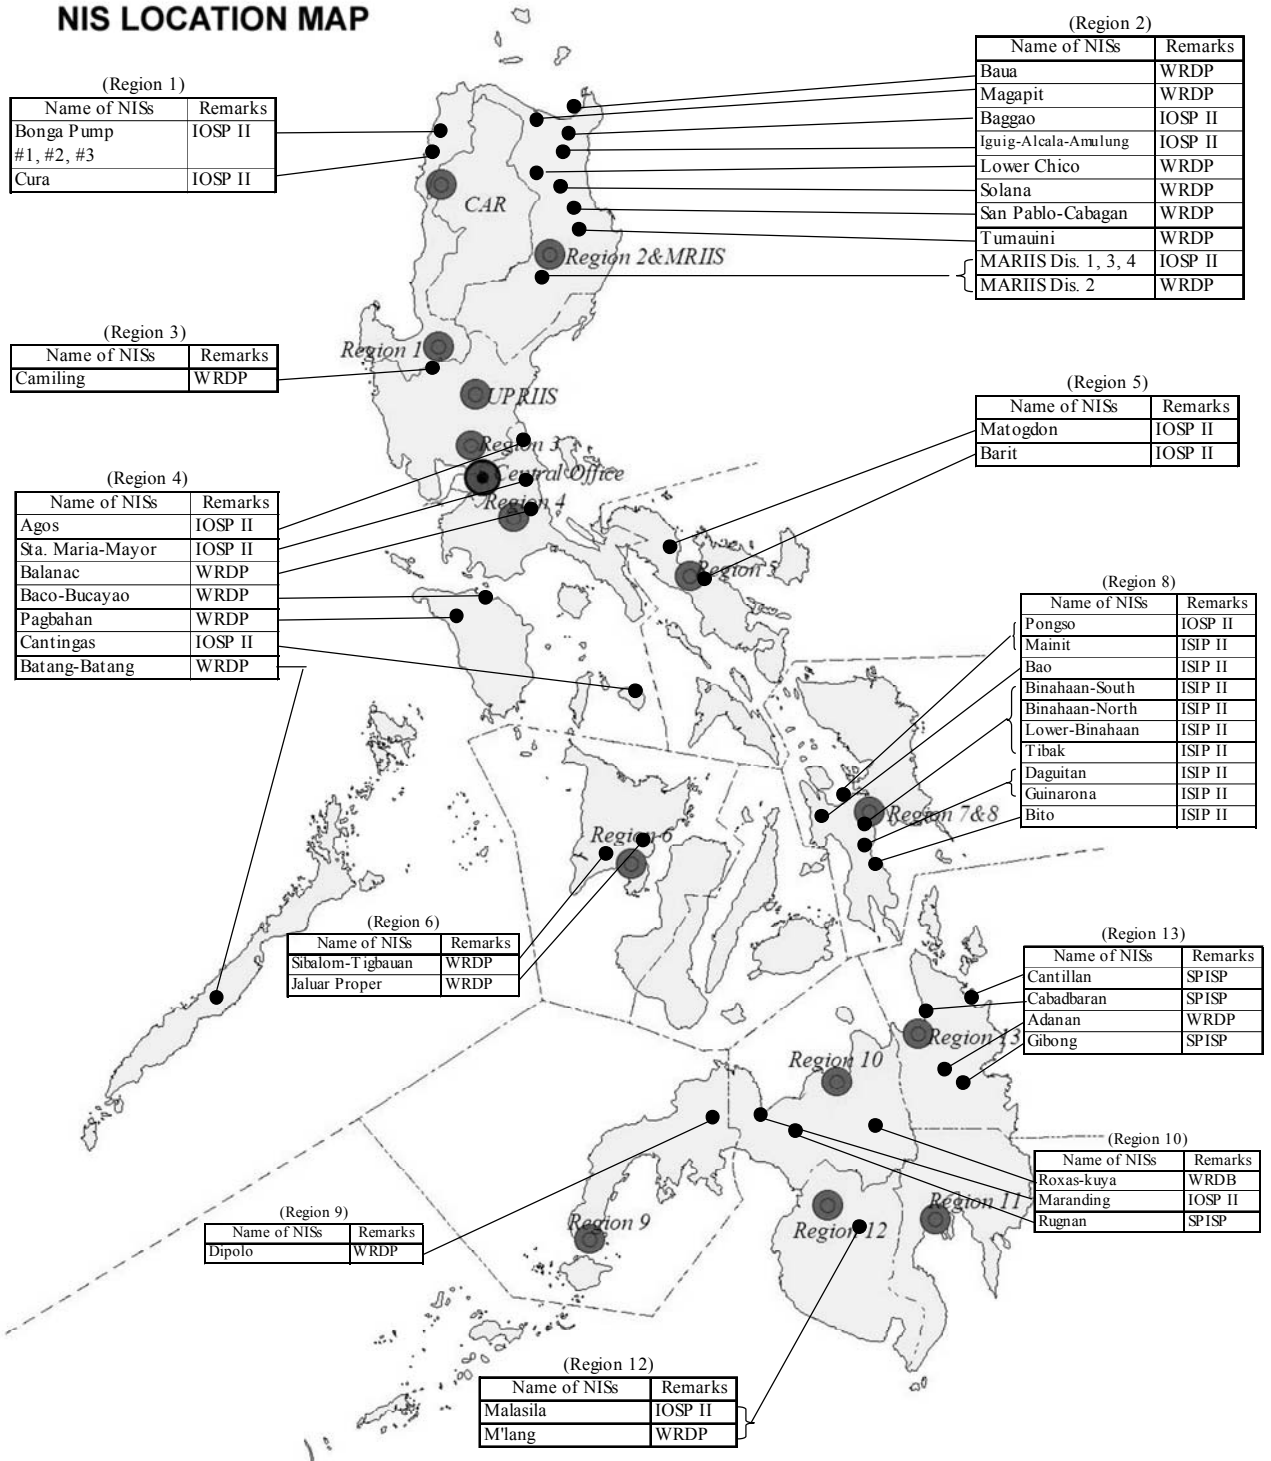 NIS LOCATION MAP
(Region 1)
Name of NISs Remarks
Bonga Pump IOSP II
#1, #2, #3
Cura IOSP II
(Region 2)
Name of NISs Remarks
Baua WRDP
Magapit WRDP
Baggao IOSP II
Iguig-Alcala-Amulung IOSP II
Lower Chico WRDP
Solana WRDP
San Pablo-Cabagan WRDP
Tumauini WRDP
MARIIS Dis. 1, 3, 4 IOSP II
MARIIS Dis. 2 WRDP
CAR
Region 2&MRIIS
(Region 3)
Name of NISs Remarks
Camiling WRDP
Region 1
UPRIIS
Region 3
Central Office
Region 4
(Region 5)
Name of NISs Remarks
Matogdon IOSP II
Barit IOSP II
(Region 4)
Name of NISs Remarks
Agos IOSP II
Sta. Maria-Mayor IOSP II
Balanac WRDP
Baco-Bucayao WRDP
Pagbahan WRDP
Cantingas IOSP II
Batang-Batang WRDP
Region 5
(Region 8)
Name of NISs Remarks
Pongso IOSP II
Mainit ISIP II
Bao ISIP II
Binahaan-South ISIP II
Binahaan-North ISIP II
Lower-Binahaan ISIP II
Tibak ISIP II
Daguitan ISIP II
Guinarona ISIP II
Bito ISIP II
Region 7&8
Region 6
(Region 6)
Name of NISs Remarks
Sibalom-Tigbauan WRDP
Jaluar Proper WRDP
(Region 13)
Name of NISs Remarks
Cantillan SPISP
Cabadbaran SPISP
Adanan WRDP
Gibong SPISP
Region 13
Region 10
(Region 10)
Name of NISs Remarks
Roxas-kuya WRDB
Maranding IOSP II
Rugnan SPISP
Region 11
Region 12
Region 9
(Region 9)
Name of NISs Remarks
Dipolo WRDP
(Region 12)
Name of NISs Remarks
Malasila IOSP II
M'lang WRDP